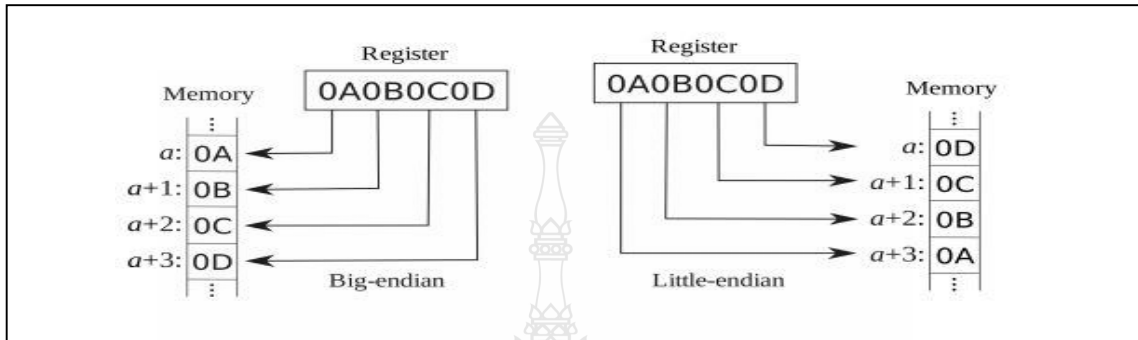 Register
0A0B0C0D
Memory
a: 0A
a+1: 0B
a+2: 0C
a+3: 0D
Big-endian
Register
0A0B0C0D
Memory
a: 0D
a+1: 0C
a+2: 0B
a+3: 0A
Little-endian